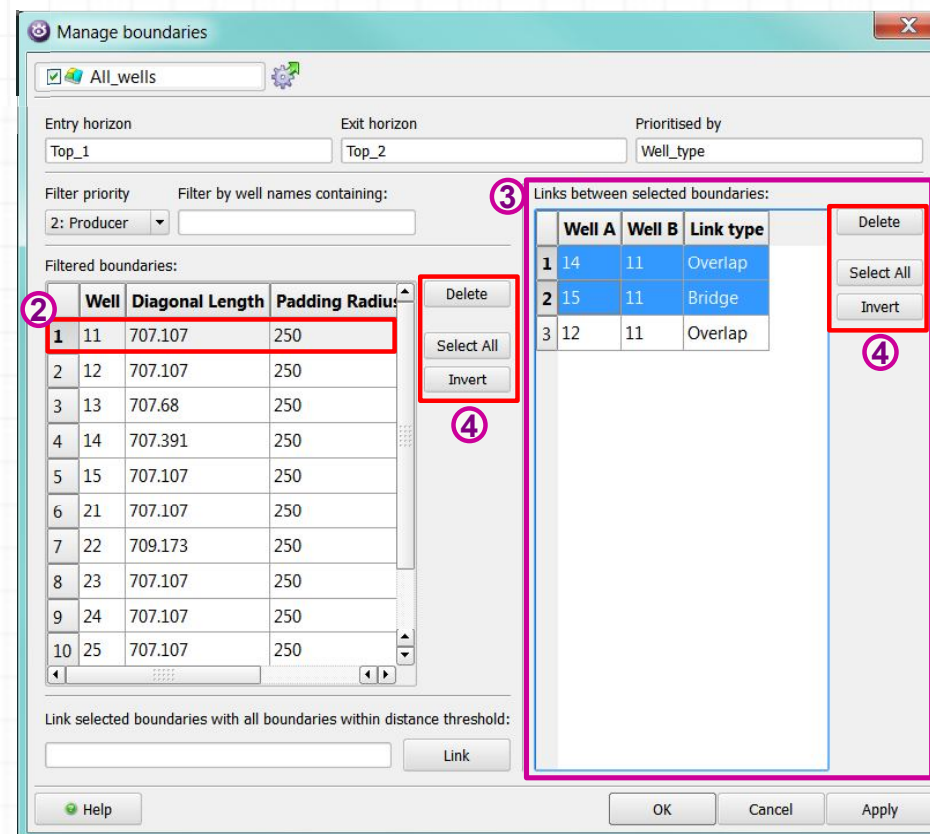 Manage boundaries
X
All_wells
Entry horizon Exit horizon Prioritised by
Top_1 Top_2 Well_type
Filter priority Filter by well names containing:
2: Producer
Filtered boundaries:
②
Well Diagonal Length Padding Radius
1 11 707.107 250
2 12 707.107 250
3 13 707.68 250
4 14 707.391 250
5 15 707.107 250
6 21 707.107 250
7 22 709.173 250
8 23 707.107 250
9 24 707.107 250
10 25 707.107 250
Delete
Select All
Invert
④
Link selected boundaries with all boundaries within distance threshold:
Link
③
Links between selected boundaries:
Well A Well B Link type
1 14 11 Overlap
2 15 11 Bridge
3 12 11 Overlap
Delete
Select All
Invert
④
Help OK Cancel Apply